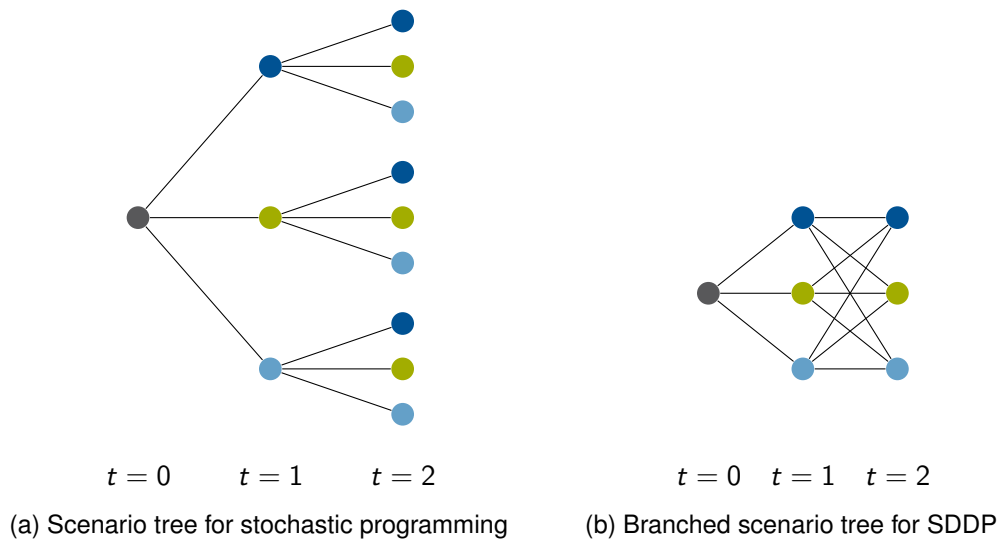 t = 0 t = 1 t = 2
(a) Scenario tree for stochastic programming
t = 0 t = 1 t = 2
(b) Branched scenario tree for SDDP